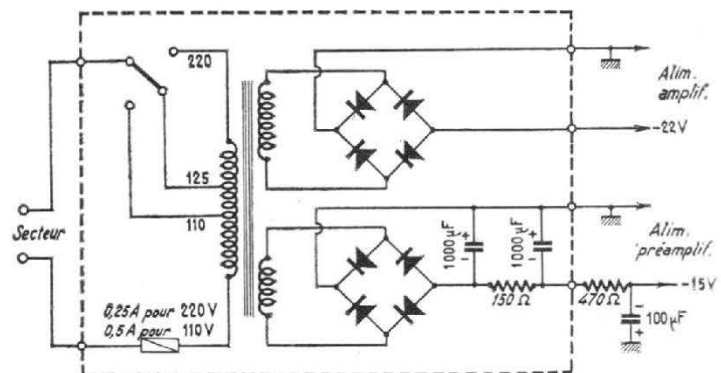 220
Alim.
amplif.
-22V
125
110
Secteur
1000µF
+
-
1000µF
+
-
Alim.
préamplif.
-15V
150Ω
470Ω
-
100µF
+
0,25A pour 220V
0,5A pour 110V